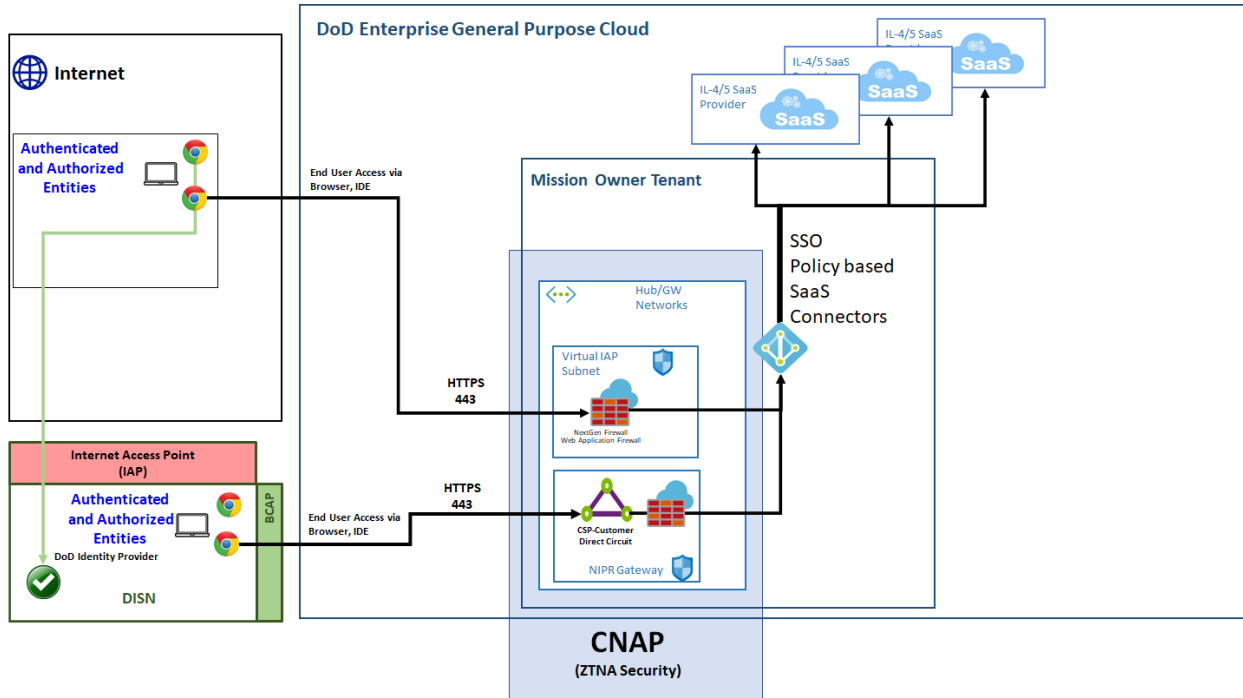 DoD Enterprise General Purpose Cloud
Internet
Authenticated
and Authorized
Entities
End User Access via
Browser, IDE
HTTPS
443
Internet Access Point
(IAP)
BCAP
Authenticated
and Authorized
Entities
DoD Identity Provider
DISN
End User Access via
Browser, IDE
HTTPS
443
IL-4/5 SaaS
SaaS
IL-4/5 SaaS
SaaS
IL-4/5 SaaS
Provider
SaaS
Mission Owner Tenant
SSO
Policy based
SaaS
Connectors
Hub/GW
Networks
Virtual IAP
Subnet
NextGen Firewall
Web Application Firewall
CSP-Customer
Direct Circuit
NIPR Gateway
CNAP
(ZTNA Security)